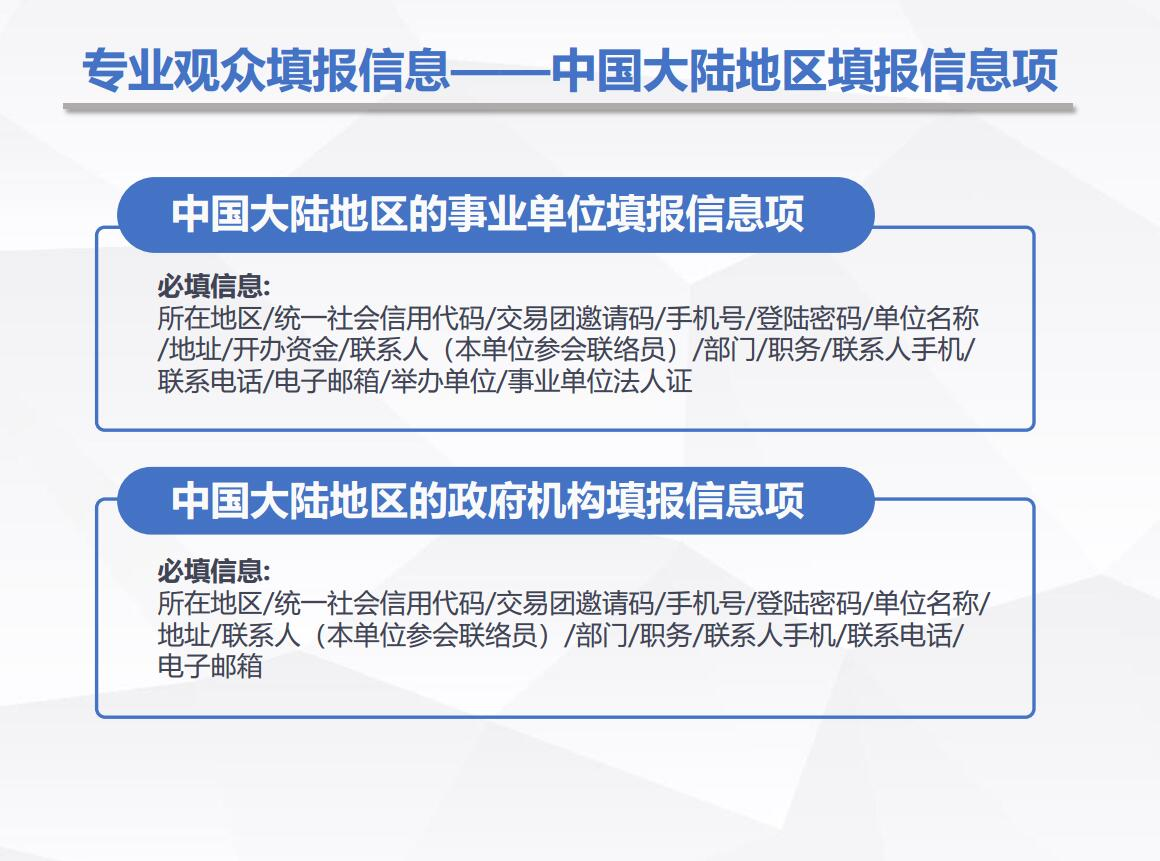 专业观众填报信息——中国大陆地区填报信息项
中国大陆地区的事业单位填报信息项
必填信息:
所在地区/统一社会信用代码/交易团邀请码/手机号/登陆密码/单位名称
/地址/开办资金/联系人（本单位参会联络员）/部门/职务/联系人手机/
联系电话/电子邮箱/举办单位/事业单位法人证
中国大陆地区的政府机构填报信息项
必填信息:
所在地区/统一社会信用代码/交易团邀请码/手机号/登陆密码/单位名称/
地址/联系人（本单位参会联络员）/部门/职务/联系人手机/联系电话/
电子邮箱